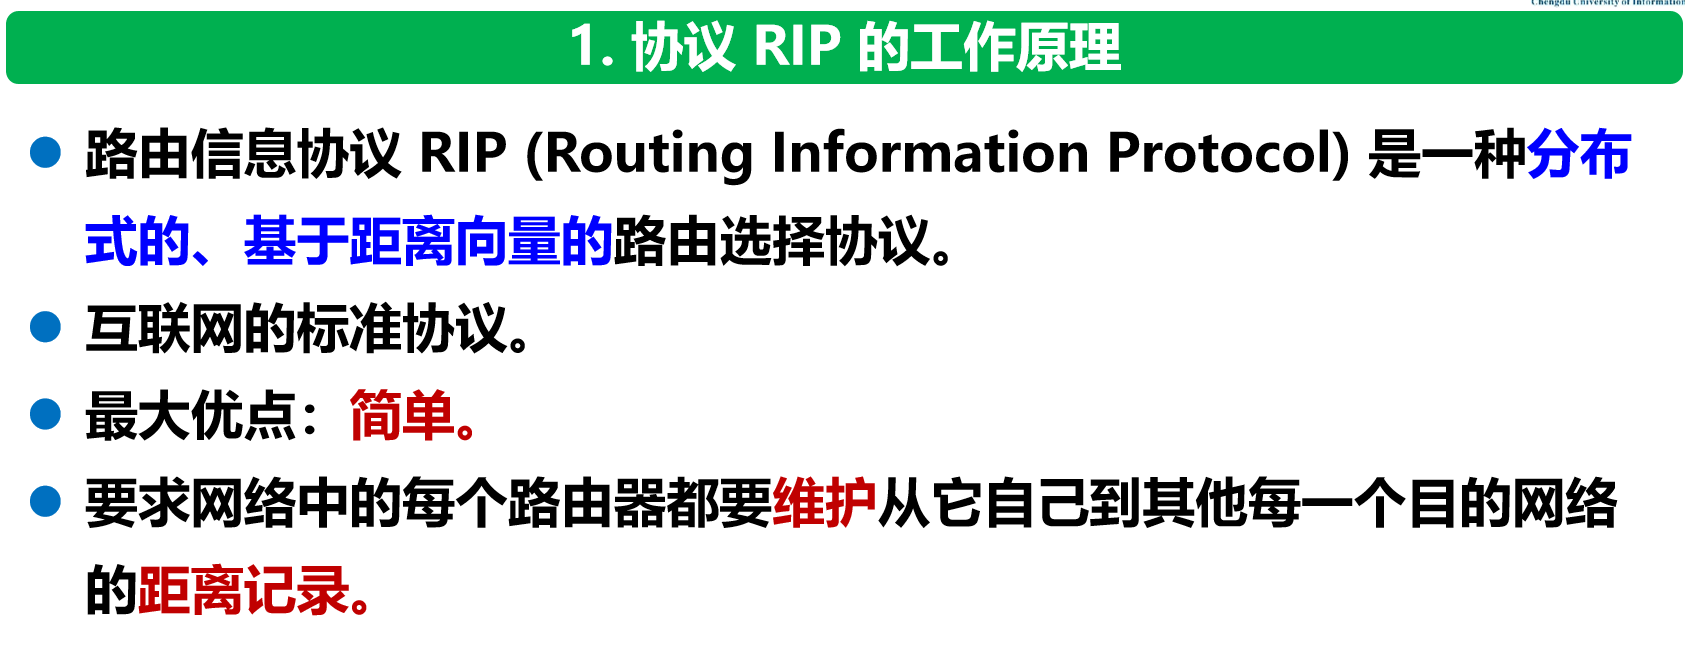 Chengdu University of Information
1. 协议 RIP 的工作原理
路由信息协议 RIP (Routing Information Protocol) 是一种分布
式的、基于距离向量的路由选择协议。
互联网的标准协议。
最大优点：简单。
要求网络中的每个路由器都要维护从它自己到其他每一个目的网络
的距离记录。